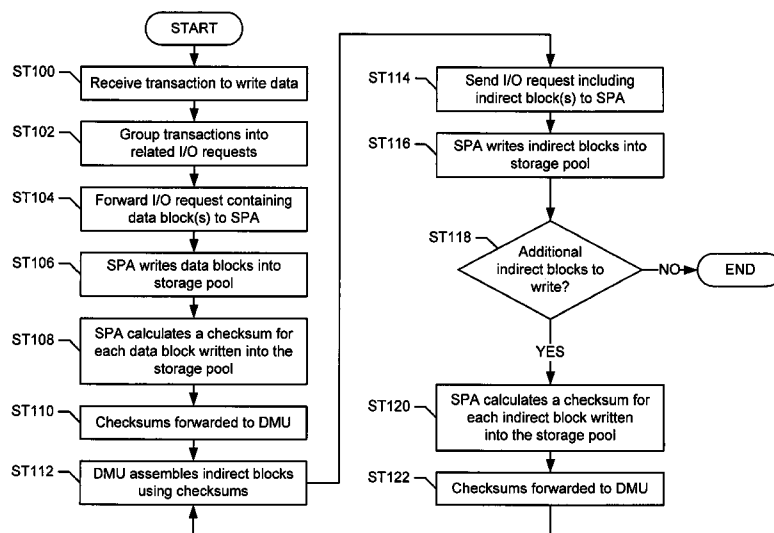 START
ST100
Receive transaction to write data
ST102
Group transactions into
related I/O requests
ST104
Forward I/O request containing
data block(s) to SPA
ST106
SPA writes data blocks into
storage pool
ST108
SPA calculates a checksum for
each data block written into the
storage pool
ST110
Checksums forwarded to DMU
ST112
DMU assembles indirect blocks
using checksums
ST114
Send I/O request including
indirect block(s) to SPA
ST116
SPA writes indirect blocks into
storage pool
ST118
Additional
indirect blocks to
write?
NO
END
YES
ST120
SPA calculates a checksum for
each indirect block written
into the storage pool
ST122
Checksums forwarded to DMU